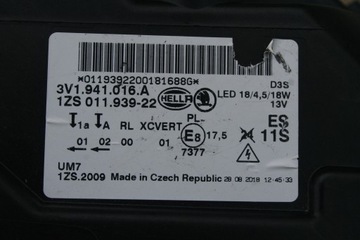 *0119392200181688G*
3V1.941.016.A
1ZS 011.939-22
HELLA
D3S
LED 18/4,5/18W
13V
1a A RL XCVERT PL
01 02 00 01
E8 17,5
7377
ES
11S
UM7
1ZS.2009 Made in Czech Republic 28 08 2018 12:45:33